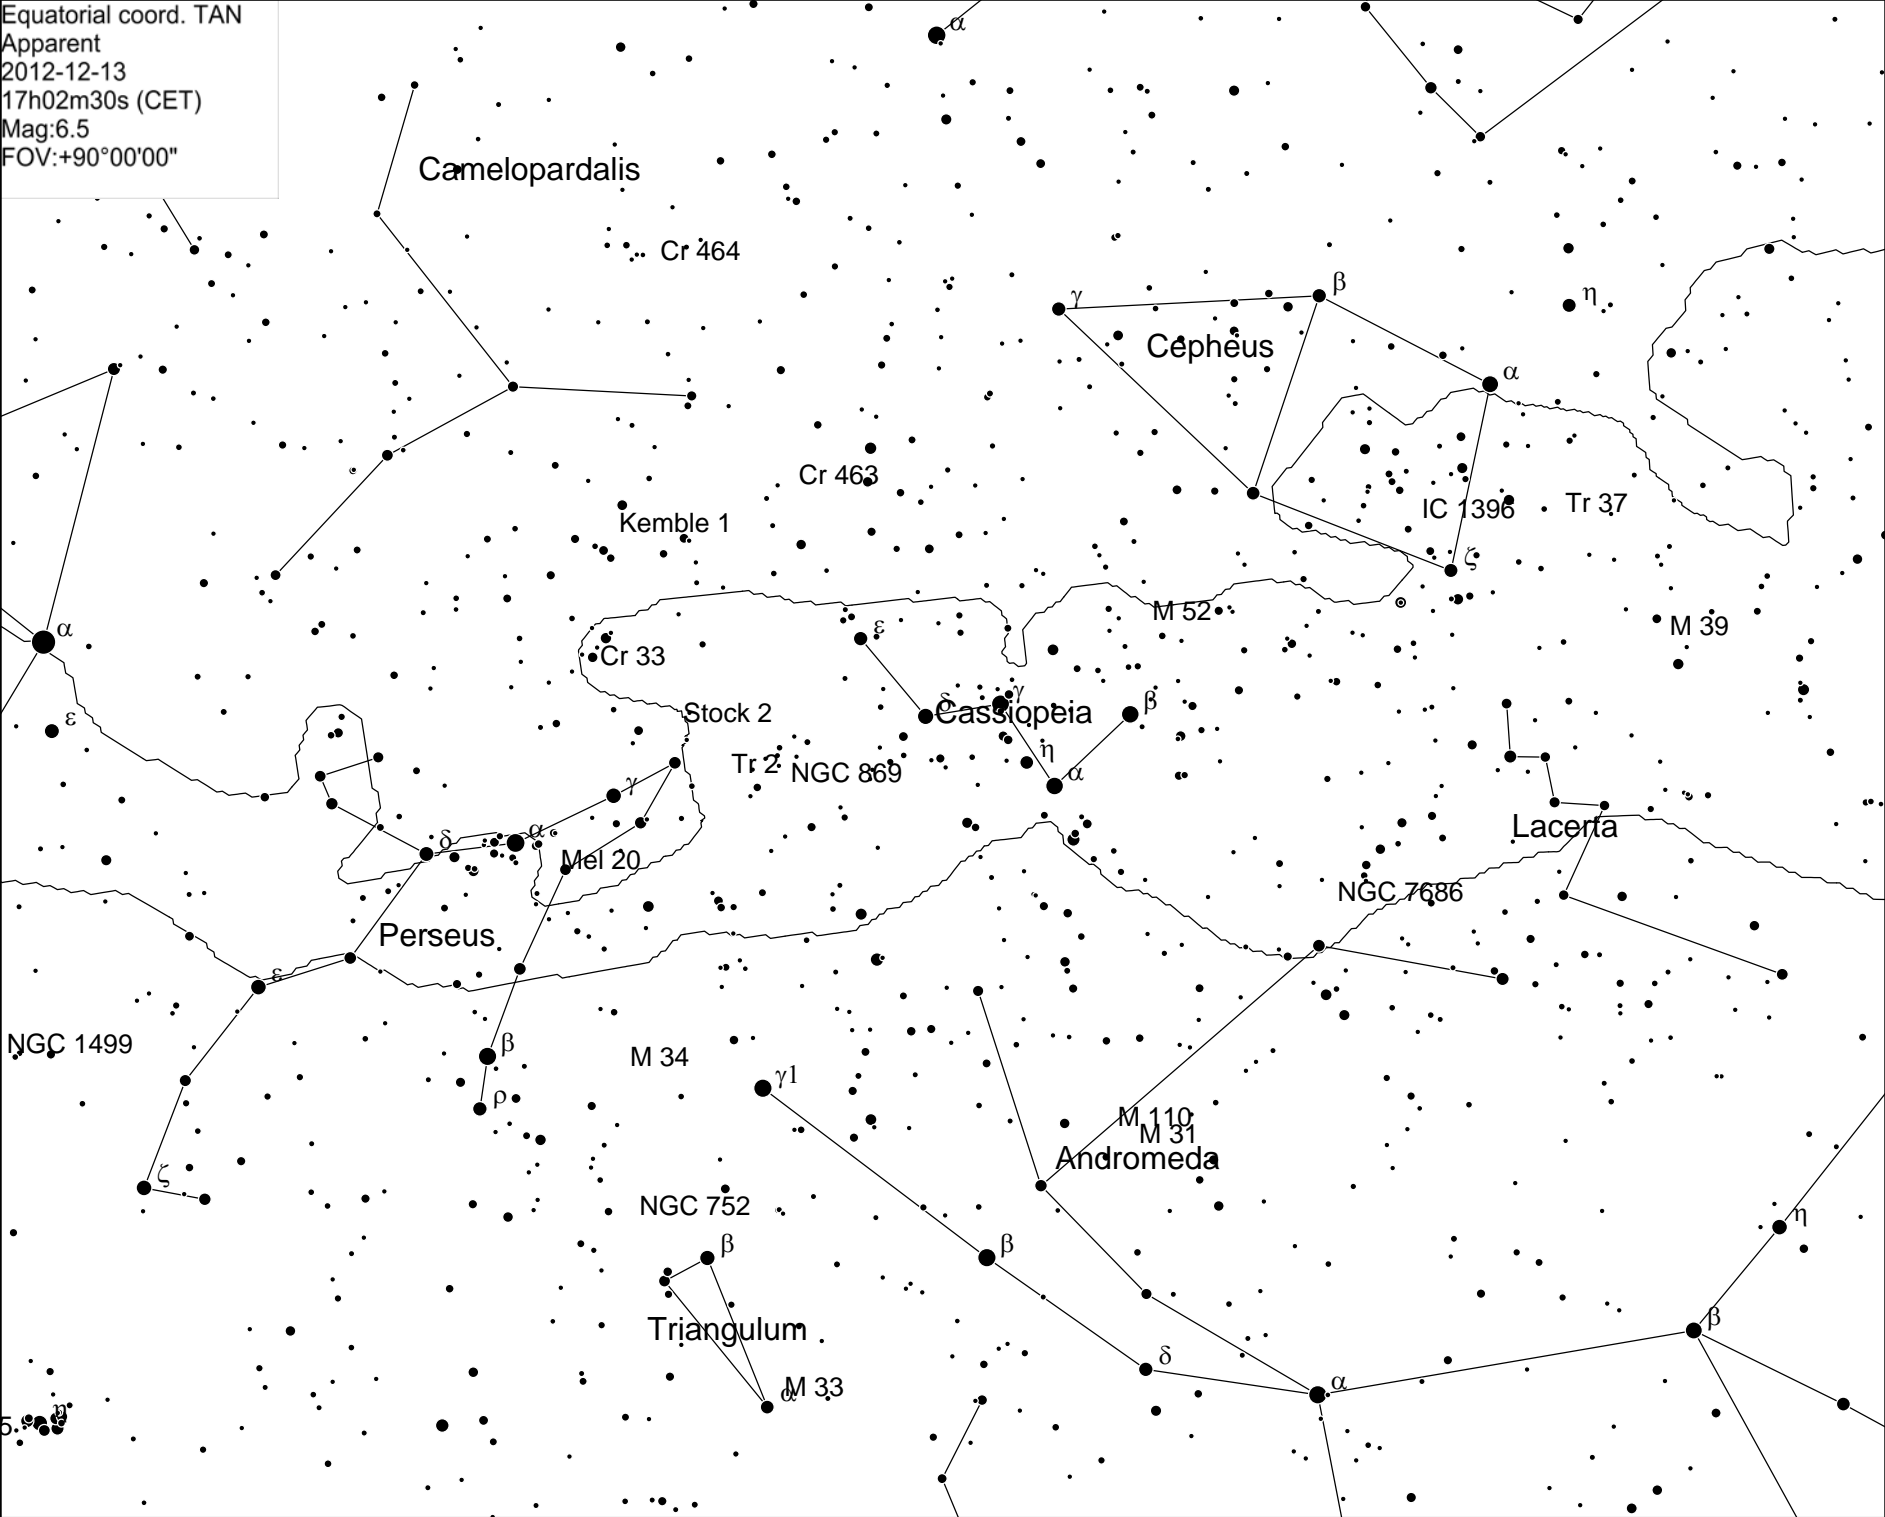 Equatorial coord. TAN
Apparent
2012-12-13
17h02m30s (CET)
Mag:6.5
FOV:+90°00'00"
α
Camelopardalis
Cr 464
β
γ
η
Cepheus
α
Cr 463
IC 1396
Tr 37
Kemble 1
ζ
M 52
M 39
α
ε
Cr 33
γ
β
δ
Cassiopeia
Stock 2
ε
η
Tr 2
NGC 869
α
γ
Lacerta
α
δ
Mel 20
NGC 7686
Perseus
ε
NGC 1499
β
M 34
γ1
ρ
M 110
M 31
Andromeda
ζ
NGC 752
η
β
β
β
Triangulum
δ
α
M 33
α
η
5